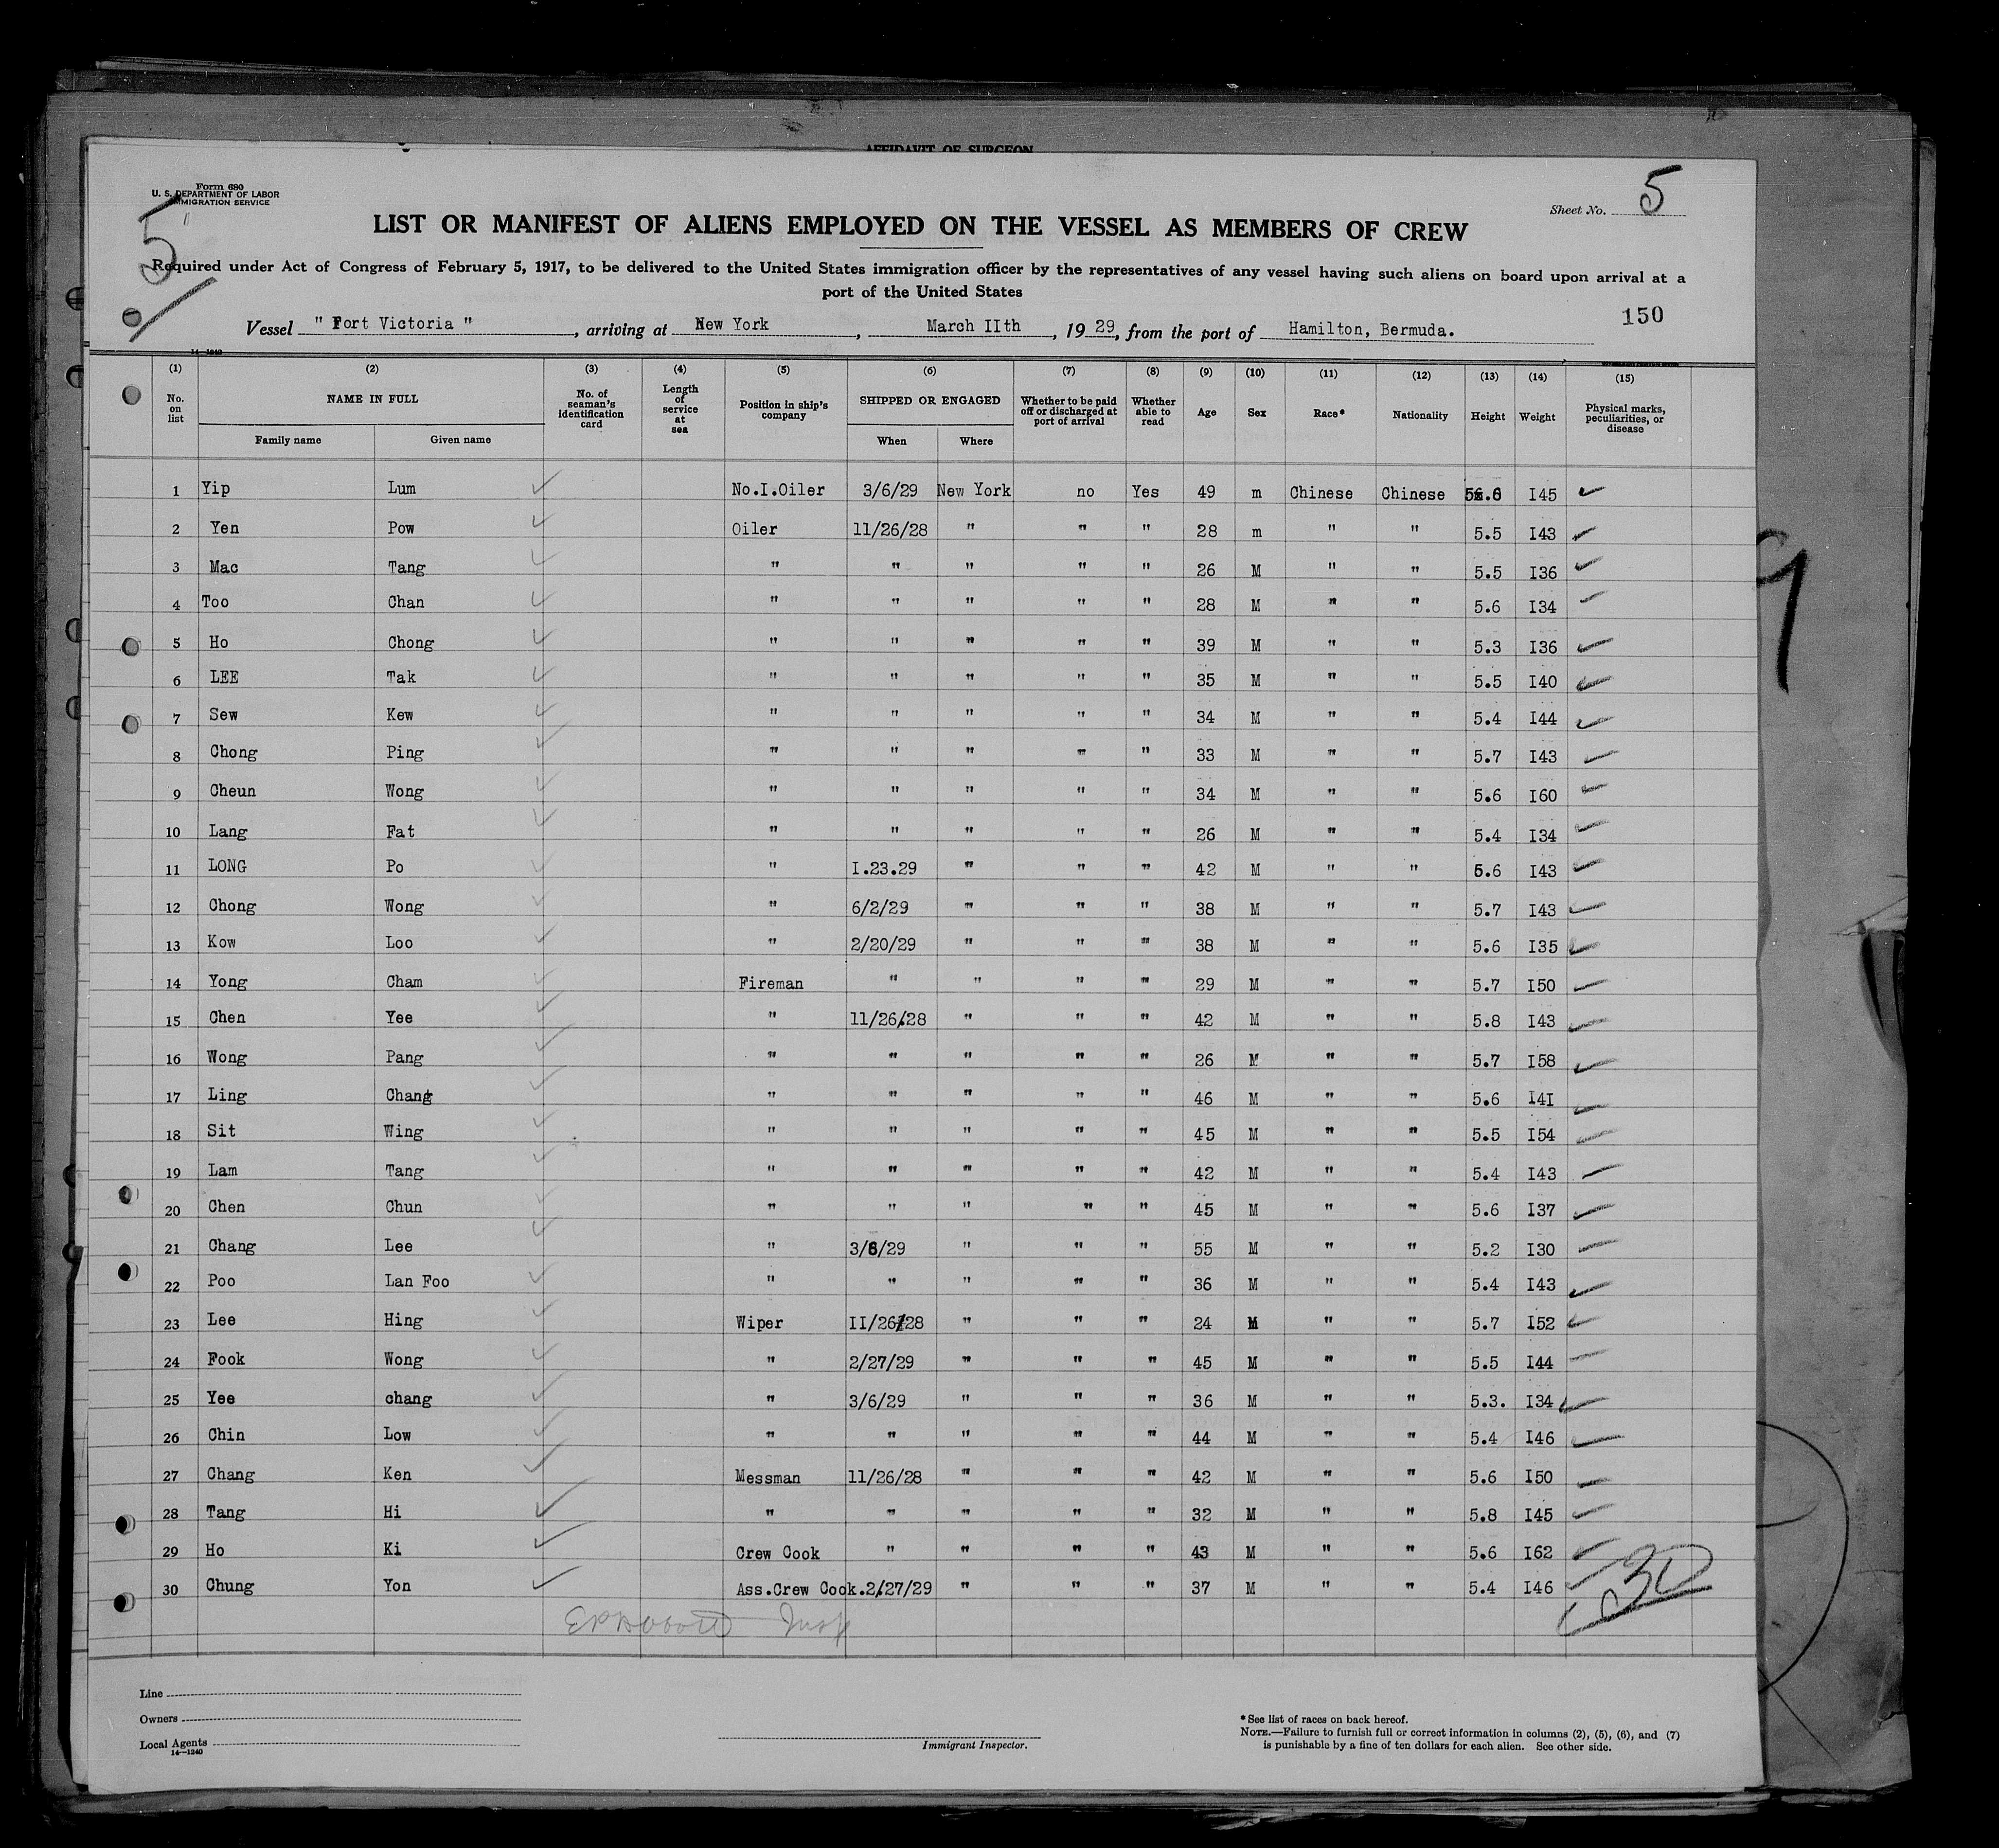 AFFIDAVIT OF SURGEON
Form 680
U. S. DEPARTMENT OF LABOR
IMMIGRATION SERVICE
5
Sheet No. 5
LIST OR MANIFEST OF ALIENS EMPLOYED ON THE VESSEL AS MEMBERS OF CREW
Required under Act of Congress of February 5, 1917, to be delivered to the United States immigration officer by the representatives of any vessel having such aliens on board upon arrival at a
port of the United States
150
Vessel " Fort Victoria " , arriving at New York , March IIth , 19 29 , from the port of Hamilton, Bermuda.
14—1240
(1) (2) (3) (4) (5) (6) (7) (8) (9) (10) (11) (12) (13) (14) (15)
No. on list NAME IN FULL No. of seaman's identification card Length of service at sea Position in ship's company SHIPPED OR ENGAGED Whether to be paid off or discharged at port of arrival Whether able to read Age Sex Race* Nationality Height Weight Physical marks, peculiarities, or disease
Family name Given name When Where
1 Yip Lum No.I.Oiler 3/6/29 New York no Yes 49 m Chinese Chinese I45
2 Yen Pow Oiler 11/26/28 " " " 28 m " " 5.5 I43
3 Mac Tang " " " " " 26 M " " 5.5 I36
4 Too Chan " " " " " 28 M " " 5.6 I34
5 Ho Chong " " " " " 39 M " " 5.3 I36
6 LEE Tak " " " " " 35 M " " 5.5 I40
7 Sew Kew " " " " " 34 M " " 5.4 I44
8 Chong Ping " " " " " 33 M " " 5.7 I43
9 Cheun Wong " " " " " 34 M " " 5.6 I60
10 Lang Fat " " " " " 26 M " " 5.4 I34
11 LONG Po " I.23.29 " " " 42 M " " 5.6 I43
12 Chong Wong " 6/2/29 " " " 38 M " " 5.7 I43
13 Kow Loo " 2/20/29 " " " 38 M " " 5.6 I35
14 Yong Cham Fireman " " " " 29 M " " 5.7 I50
15 Chen Yee " 11/26/28 " " " 42 M " " 5.8 I43
16 Wong Pang " " " " " 26 M " " 5.7 I58
17 Ling Chang " " " " " 46 M " " 5.6 I4I
18 Sit Wing " " " " " 45 M " " 5.5 I54
19 Lam Tang " " " " " 42 M " " 5.4 I43
20 Chen Chun " " " " " 45 M " " 5.6 I37
21 Chang Lee " 3/6/29 " " " 55 M " " 5.2 I30
22 Poo Lan Foo " " " " " 36 M " " 5.4 I43
23 Lee Hing Wiper II/26/28 " " " 24 M " " 5.7 I52
24 Fook Wong " 2/27/29 " " " 45 M " " 5.5 I44
25 Yee chang " 3/6/29 " " " 36 M " " 5.3. I34
26 Chin Low " " " " " 44 M " " 5.4 I46
27 Chang Ken Messman 11/26/28 " " " 42 M " " 5.6 I50
28 Tang Hi " " " " " 32 M " " 5.8 I45
29 Ho Ki Crew Cook " " " " 43 M " " 5.6 I62
30 Chung Yon Ass.Crew Cook. 2/27/29 " " " 37 M " " 5.4 I46
30
Insp
Line
Owners
Local Agents
14—1240
Immigrant Inspector.
*See list of races on back hereof.
NOTE.—Failure to furnish full or correct information in columns (2), (5), (6), and (7)
is punishable by a fine of ten dollars for each alien. See other side.